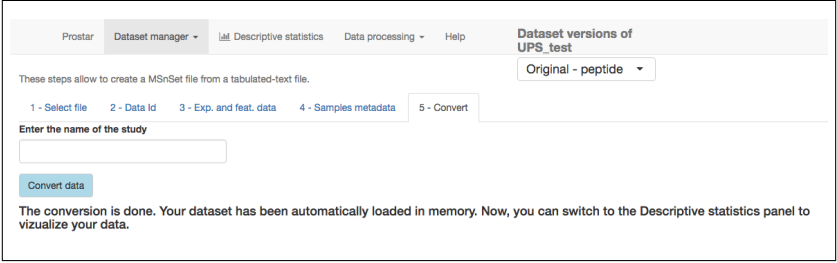 Prostar Dataset manager Descriptive statistics Data processing Help
Dataset versions of
UPS_test
Original - peptide
These steps allow to create a MSnSet file from a tabulated-text file.
1 - Select file 2 - Data Id 3 - Exp. and feat. data 4 - Samples metadata 5 - Convert
Enter the name of the study
Convert data
The conversion is done. Your dataset has been automatically loaded in memory. Now, you can switch to the Descriptive statistics panel to
vizualize your data.